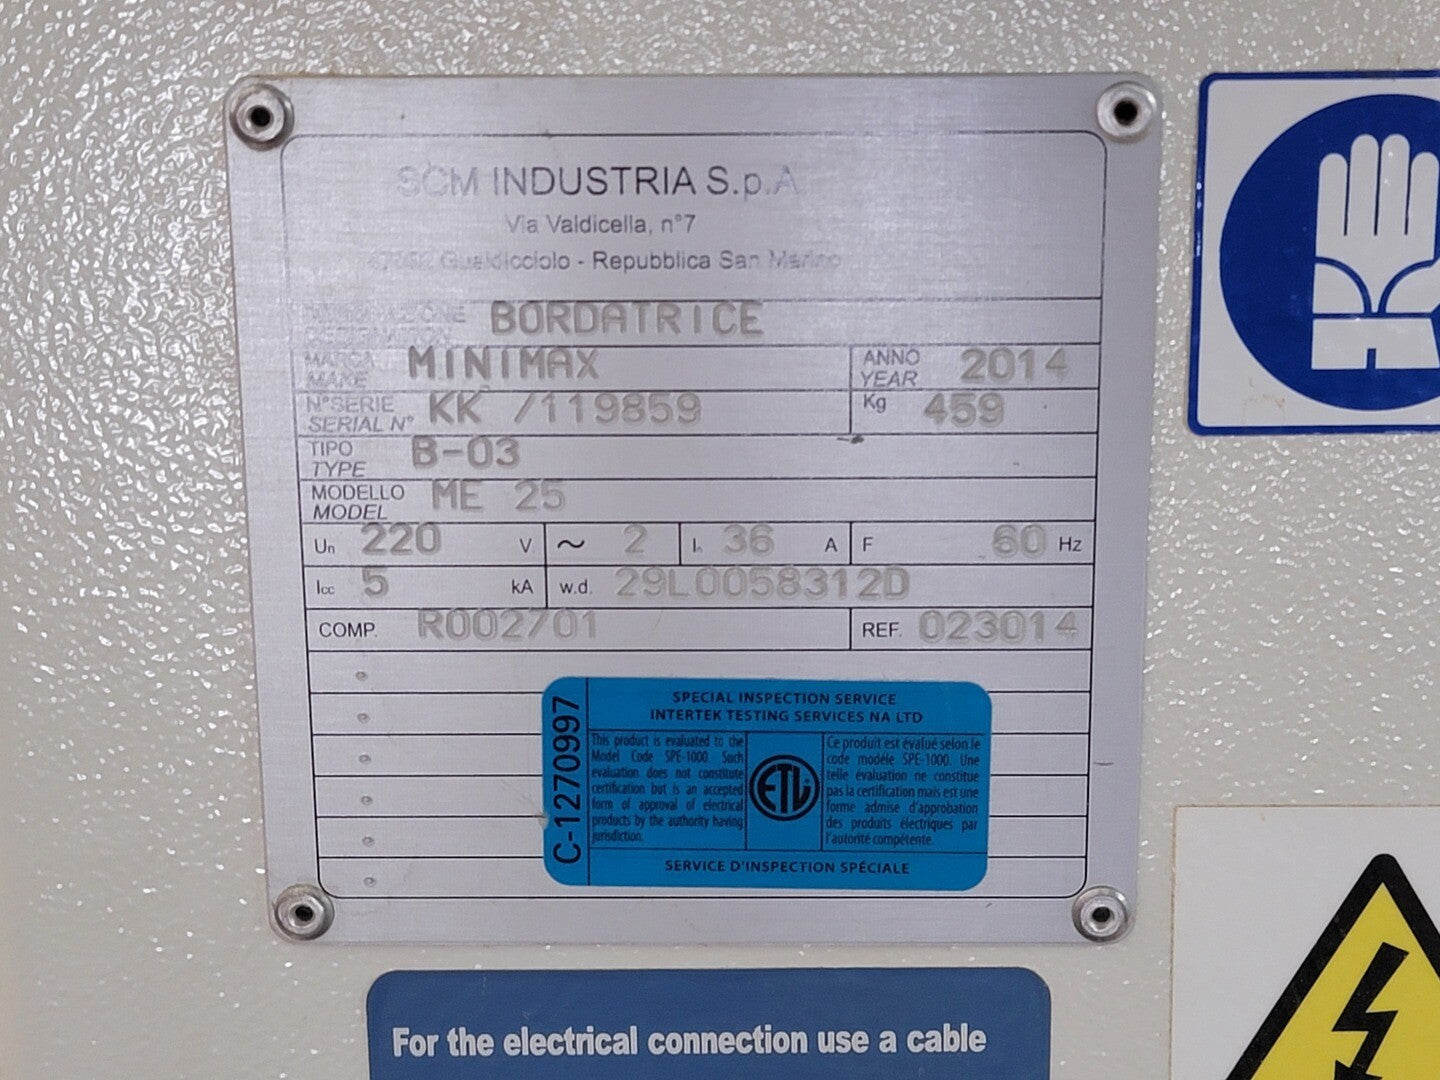 SCM INDUSTRIA S.p.A
Via Valdicella, n°7
Gualdicciolo - Repubblica San Marino
BORDATRICE
MARCA MINIMAX ANNO 2014
MAKE YEAR
N°SERIE KK /119859 Kg 459
SERIAL N°
TIPO B-03
TYPE
MODELLO ME 25
MODEL
Un 220 V ~ 2 In 36 A F 60 Hz
Icc 5 kA w.d. 29L0058312D
COMP. R002701 REF. 023014
C-1270997
SPECIAL INSPECTION SERVICE
INTERTEK TESTING SERVICES NA LTD
This product is evaluated to the
Model Code SPE-1000. Such
evaluation does not constitute
certification but is an accepted
form of approval of electrical
products by the authority having
jurisdiction.
ETL
Ce produit est évalué selon le
code modèle SPE-1000. Une
telle évaluation ne constitue
pas la certification mais est une
forme admise d'approbation
des produits électriques par
l'autorité compétente.
SERVICE D'INSPECTION SPÉCIALE
For the electrical connection use a cable